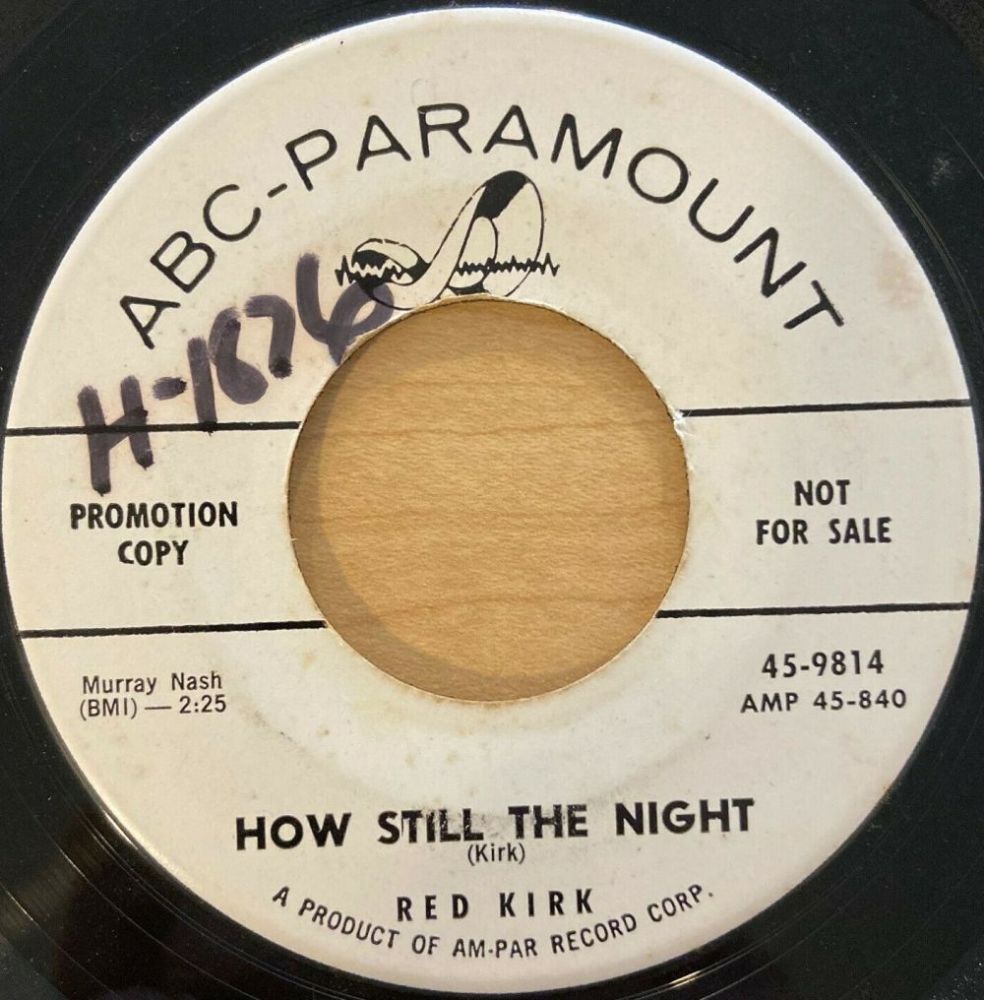 ABC-PARAMOUNT
H-1876
PROMOTION
COPY
NOT
FOR SALE
Murray Nash
(BMI) — 2:25
45-9814
AMP 45-840
HOW STILL THE NIGHT
(Kirk)
RED KIRK
A PRODUCT OF AM-PAR RECORD CORP.